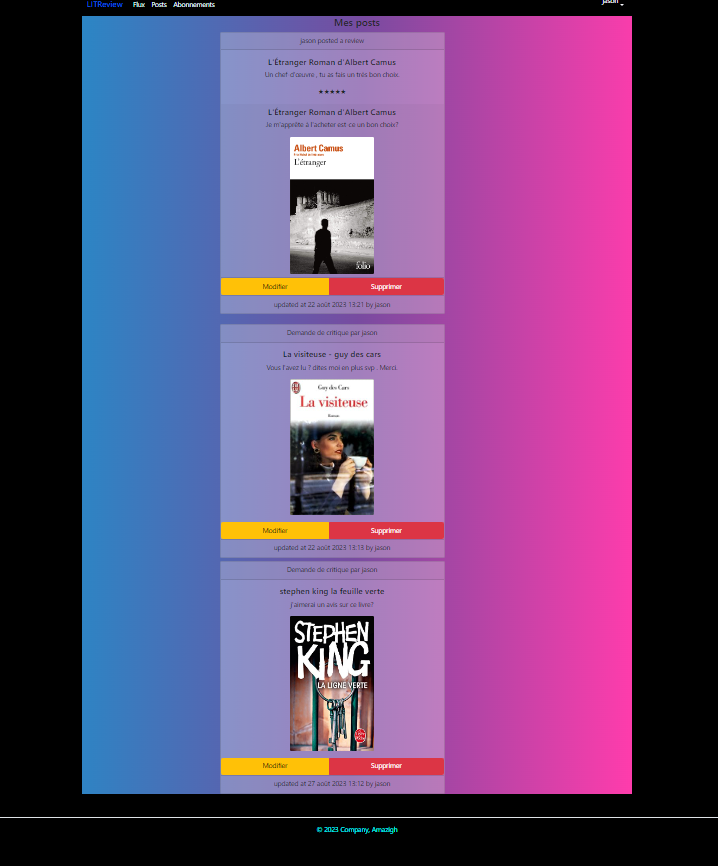 LITReview Flux Posts Abonnements jason
Mes posts
jason posted a review
L'Étranger Roman d'Albert Camus
Un chef d'œuvre , tu as fais un très bon choix.
★★★★★
L'Étranger Roman d'Albert Camus
Je m'apprête à l'acheter est-ce un bon choix?
Albert Camus
L'étranger
folio
Modifier Supprimer
updated at 22 août 2023 13:21 by jason
Demande de critique par jason
La visiteuse - guy des cars
Vous l'avez lu ? dites moi en plus svp . Merci.
Guy des Cars
La visiteuse
Roman
Modifier Supprimer
updated at 22 août 2023 13:13 by jason
Demande de critique par jason
stephen king la feuille verte
j'aimerai un avis sur ce livre?
STEPHEN
KING
LA LIGNE VERTE
Modifier Supprimer
updated at 27 août 2023 13:12 by jason
© 2023 Company, Amazigh